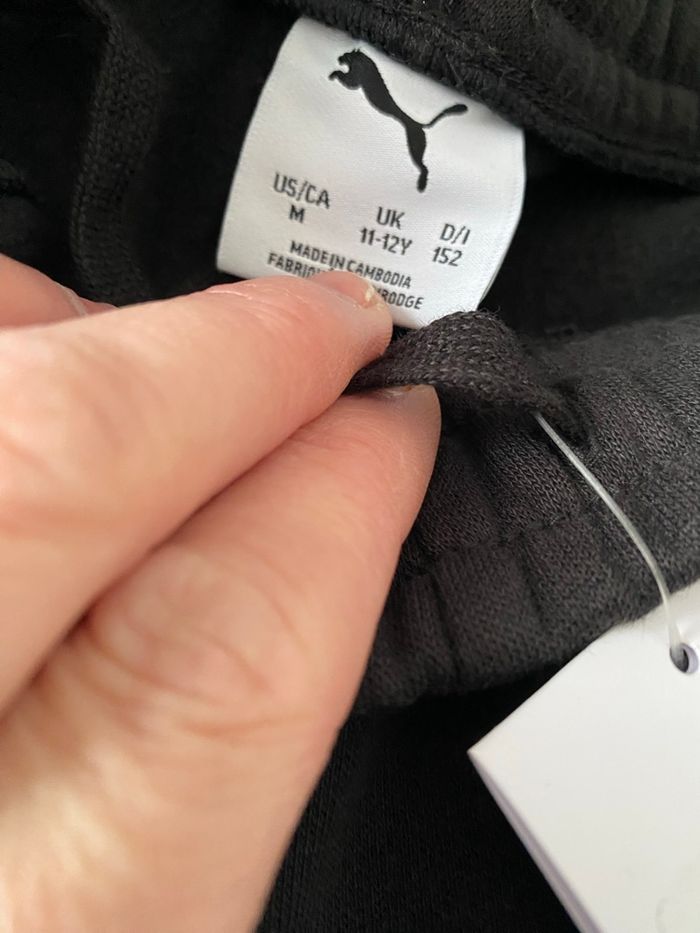 US/CA UK D/I
M 11-12Y 152
MADE IN CAMBODIA